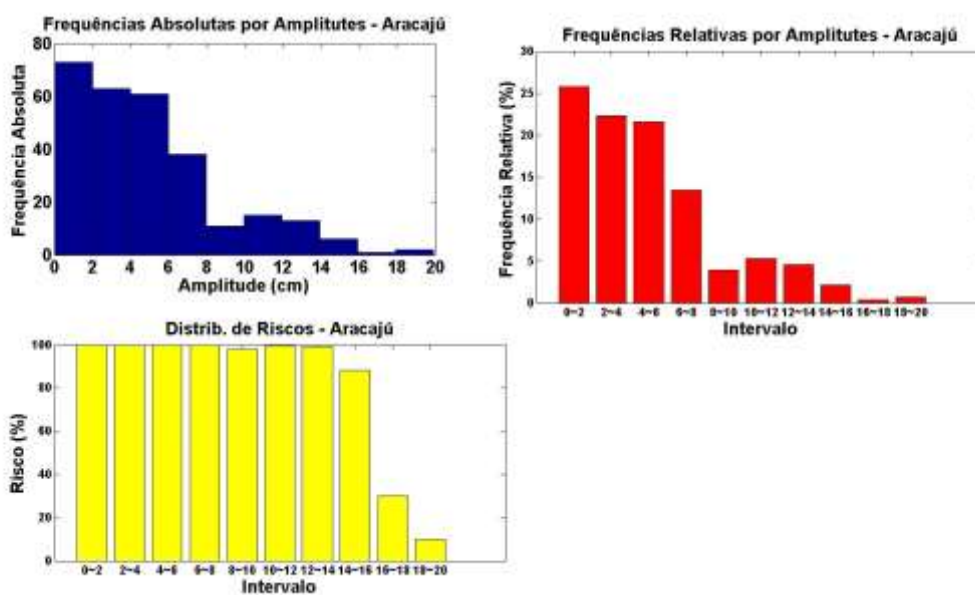 Frequências Absolutas por Amplitutes - Aracajú
80
60
40
20
0
Frequência Absoluta
0 2 4 6 8 10 12 14 16 18 20
Amplitude (cm)
Frequências Relativas por Amplitutes - Aracajú
30
25
20
15
10
5
0
Frequência Relativa (%)
0~2 2~4 4~6 6~8 8~10 10~12 12~14 14~16 16~18 18~20
Intervalo
Distrib. de Riscos - Aracajú
100
80
60
40
20
0
Risco (%)
0~2 2~4 4~6 6~8 8~10 10~12 12~14 14~16 16~18 18~20
Intervalo